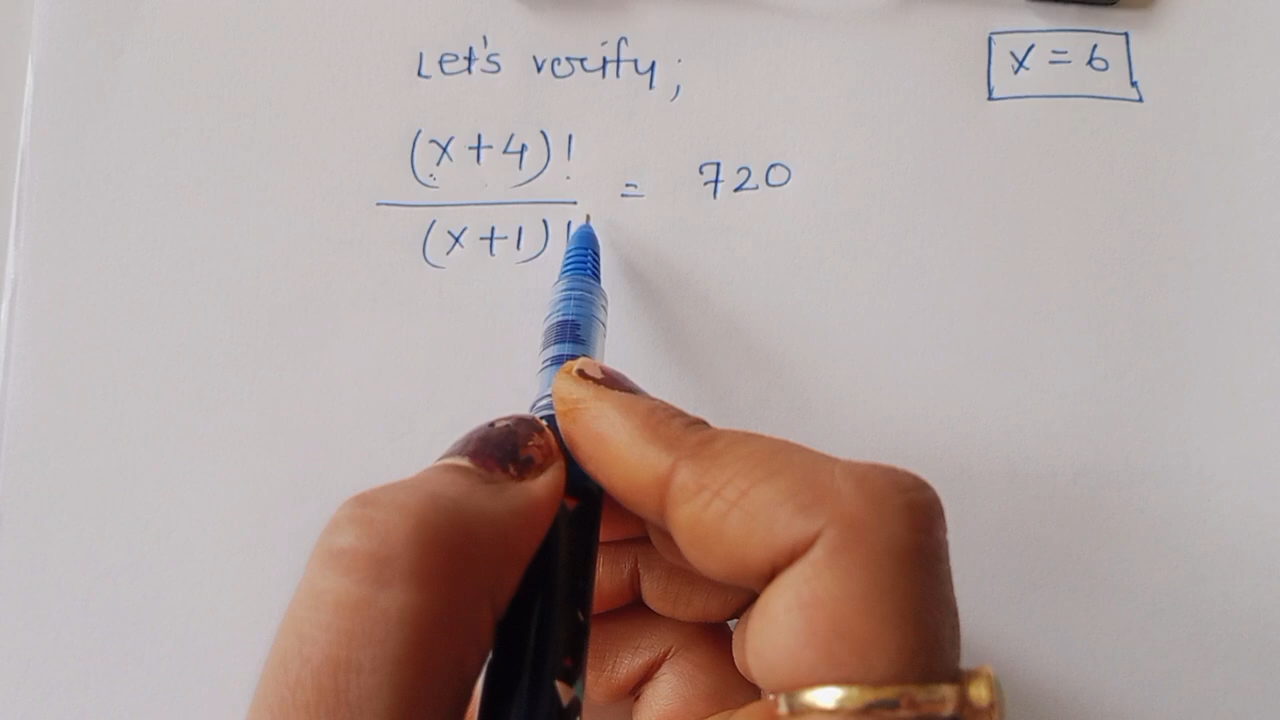 Let's verify;
x = 6
(x+4)!
= 720
(x+1)!